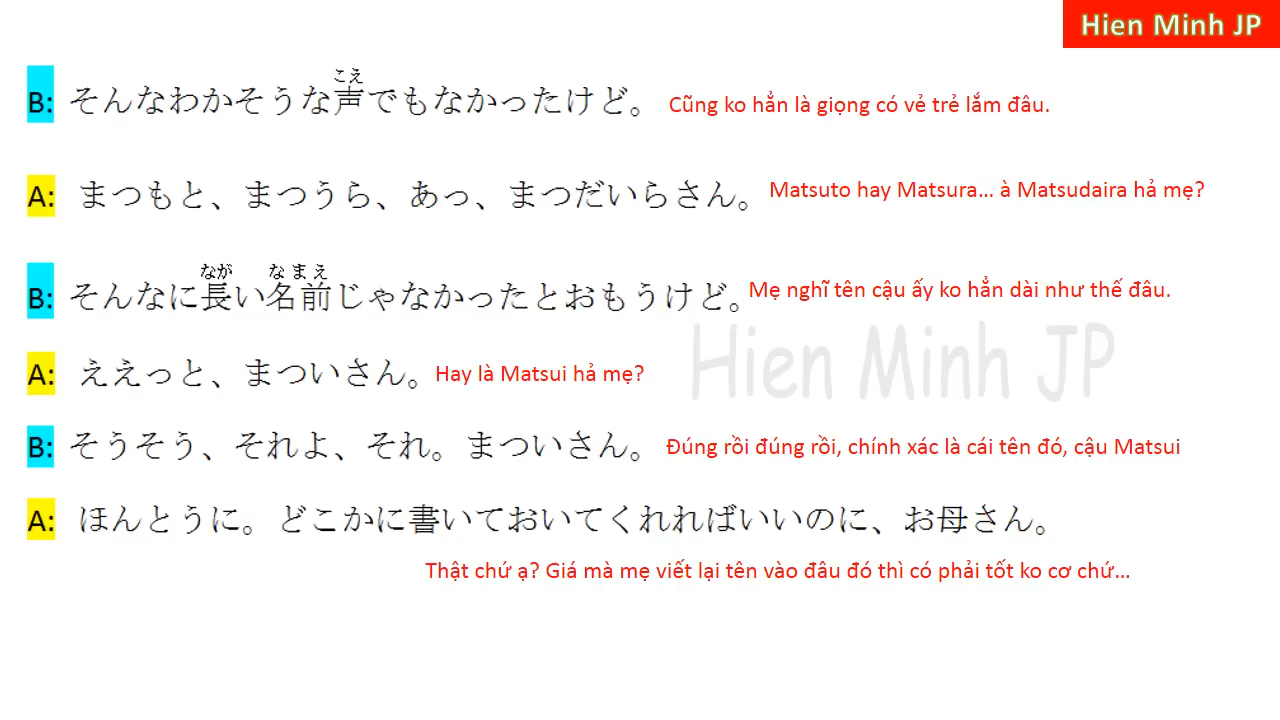 Hien Minh JP
こえ
B: そんなわかそうな声でもなかったけど。 Cũng ko hẳn là giọng có vẻ trẻ lắm đâu.
A: まつもと、まつうら、あっ、まつだいらさん。 Matsuto hay Matsura... à Matsudaira hả mẹ?
なが なまえ
B: そんなに長い名前じゃなかったとおもうけど。 Mẹ nghĩ tên cậu ấy ko hẳn dài như thế đâu.
Hien Minh JP
A: ええっと、まついさん。 Hay là Matsui hả mẹ?
B: そうそう、それよ、それ。まついさん。 Đúng rồi đúng rồi, chính xác là cái tên đó, cậu Matsui
A: ほんとうに。どこかに書いておいてくれればいいのに、お母さん。
Thật chứ ạ? Giá mà mẹ viết lại tên vào đâu đó thì có phải tốt ko cơ chứ...